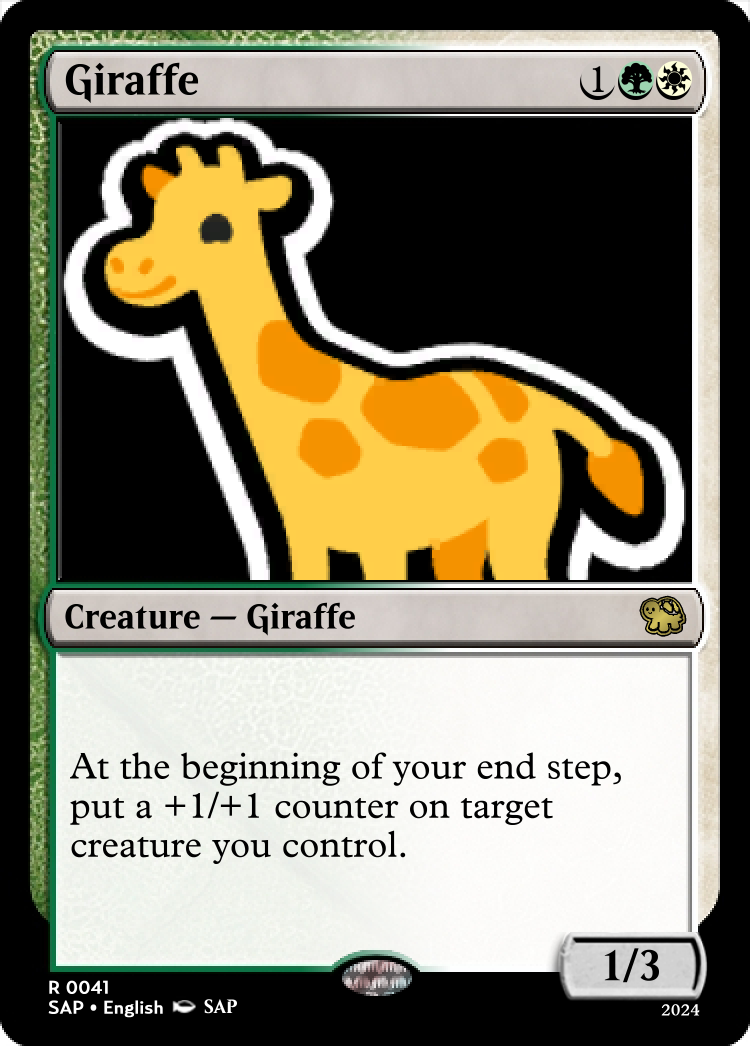 Giraffe 1
Creature — Giraffe
At the beginning of your end step,
put a +1/+1 counter on target
creature you control.
1/3
R 0041
SAP • English SAP
2024